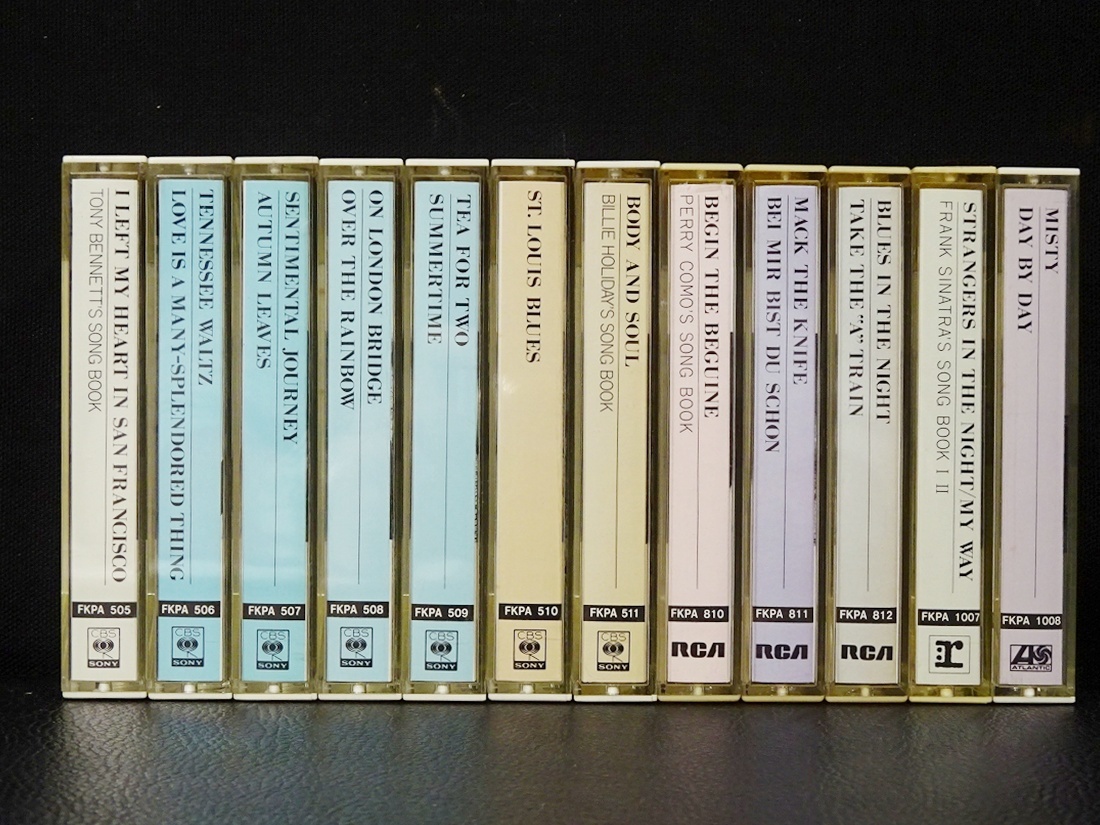 I LEFT MY HEART IN SAN FRANCISCO
TONY BENNETT'S SONG BOOK
FKPA 505
CBS
SONY
TENNESSEE WALTZ
LOVE IS A MANY-SPLENDORED THING
FKPA 506
CBS
SONY
SENTIMENTAL JOURNEY
AUTUMN LEAVES
FKPA 507
CBS
SONY
ON LONDON BRIDGE
OVER THE RAINBOW
FKPA 508
CBS
SONY
TEA FOR TWO
SUMMERTIME
FKPA 509
CBS
SONY
ST. LOUIS BLUES
FKPA 510
CBS
SONY
BODY AND SOUL
BILLIE HOLIDAY'S SONG BOOK
FKPA 511
CBS
SONY
BEGIN THE BEGUINE
PERRY COMO'S SONG BOOK
FKPA 810
RCA
MACK THE KNIFE
BEI MIR BIST DU SCHON
FKPA 811
RCA
BLUES IN THE NIGHT
TAKE THE "A" TRAIN
FKPA 812
RCA
STRANGERS IN THE NIGHT/MY WAY
FRANK SINATRA'S SONG BOOK I II
FKPA 1007
r:
MISTY
DAY BY DAY
FKPA 1008
ATLANTIC